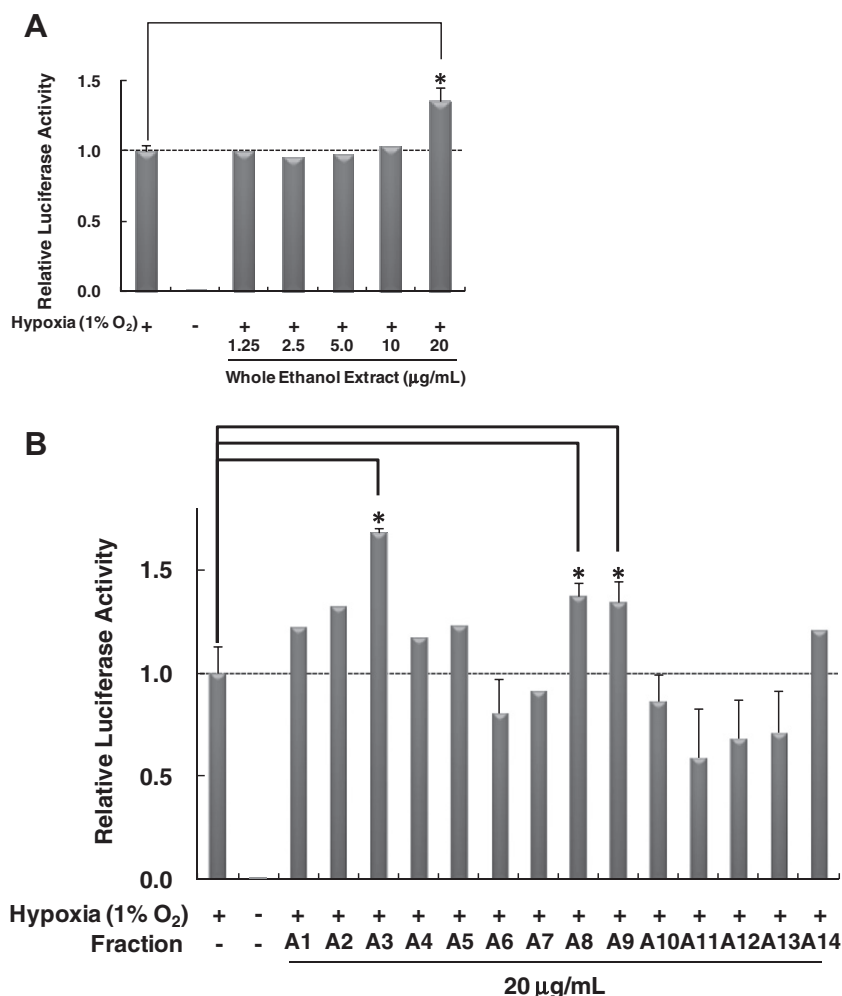 A
Relative Luciferase Activity
*
1.5
1.0
0.5
0.0
Hypoxia (1% O₂) + - + + + + +
1.25 2.5 5.0 10 20
Whole Ethanol Extract (μg/mL)
B
Relative Luciferase Activity
*
* *
1.5
1.0
0.5
0.0
Hypoxia (1% O₂) + - + + + + + + + + + + + + + +
Fraction - - A1 A2 A3 A4 A5 A6 A7 A8 A9 A10 A11 A12 A13 A14
20 μg/mL